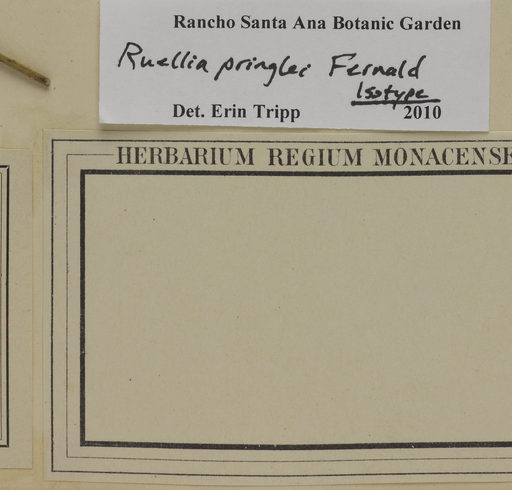 Rancho Santa Ana Botanic Garden
Ruellia pringlei Fernald
Isotype
Det. Erin Tripp 2010
HERBARIUM REGIUM MONACENSE